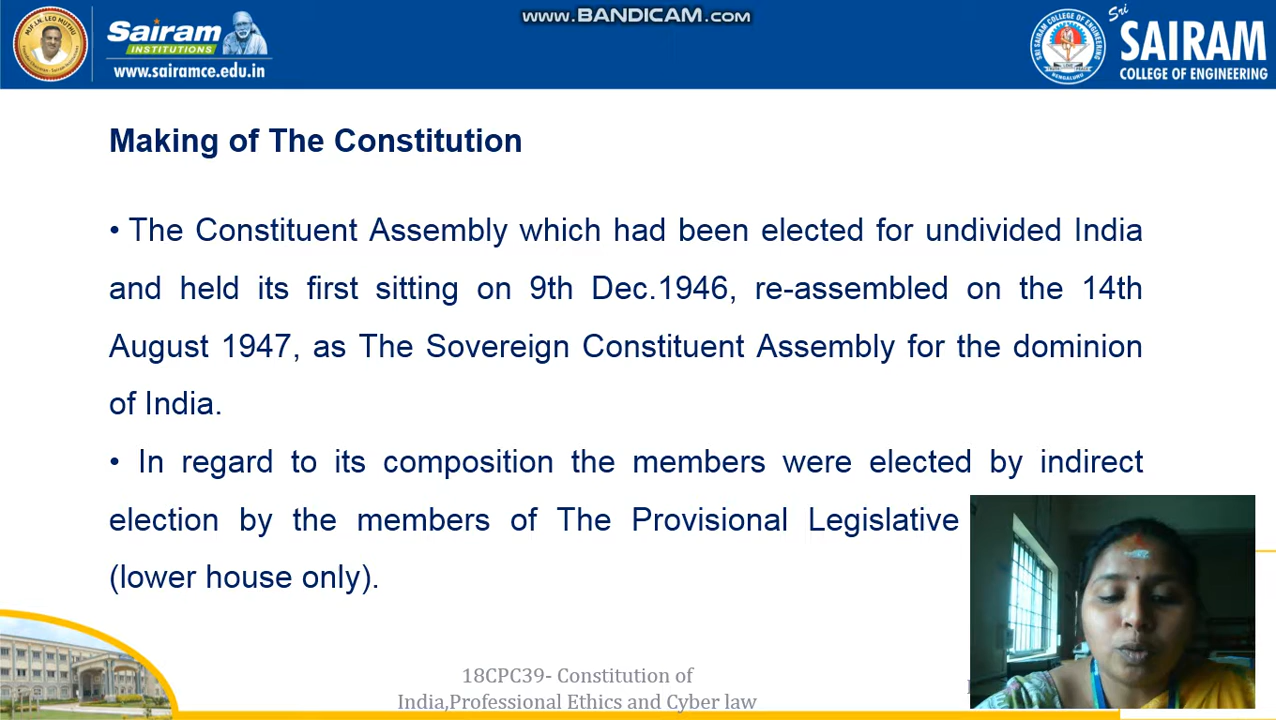 www.BANDICAM.com
Sairam
INSTITUTIONS
www.sairamce.edu.in
Sri
SAIRAM
COLLEGE OF ENGINEERING
Making of The Constitution
• The Constituent Assembly which had been elected for undivided India
and held its first sitting on 9th Dec.1946, re-assembled on the 14th
August 1947, as The Sovereign Constituent Assembly for the dominion
of India.
• In regard to its composition the members were elected by indirect
election by the members of The Provisional Legislative
(lower house only).
18CPC39- Constitution of
India,Professional Ethics and Cyber law